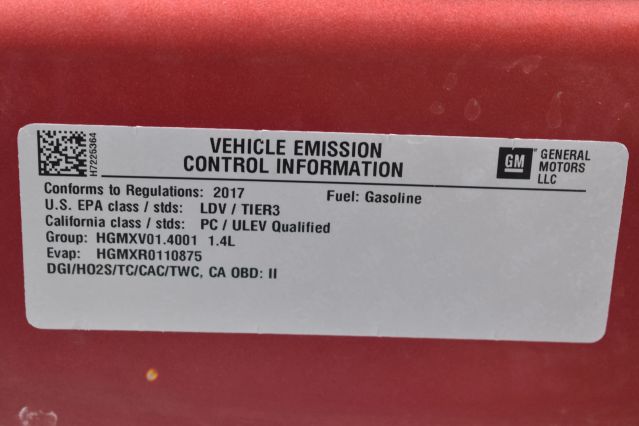 H7225364
VEHICLE EMISSION
CONTROL INFORMATION
GM
GENERAL
MOTORS
LLC
Conforms to Regulations: 2017
Fuel: Gasoline
U.S. EPA class / stds: LDV / TIER3
California class / stds: PC / ULEV Qualified
Group: HGMXV01.4001 1.4L
Evap: HGMXR0110875
DGI/HO2S/TC/CAC/TWC, CA OBD: II